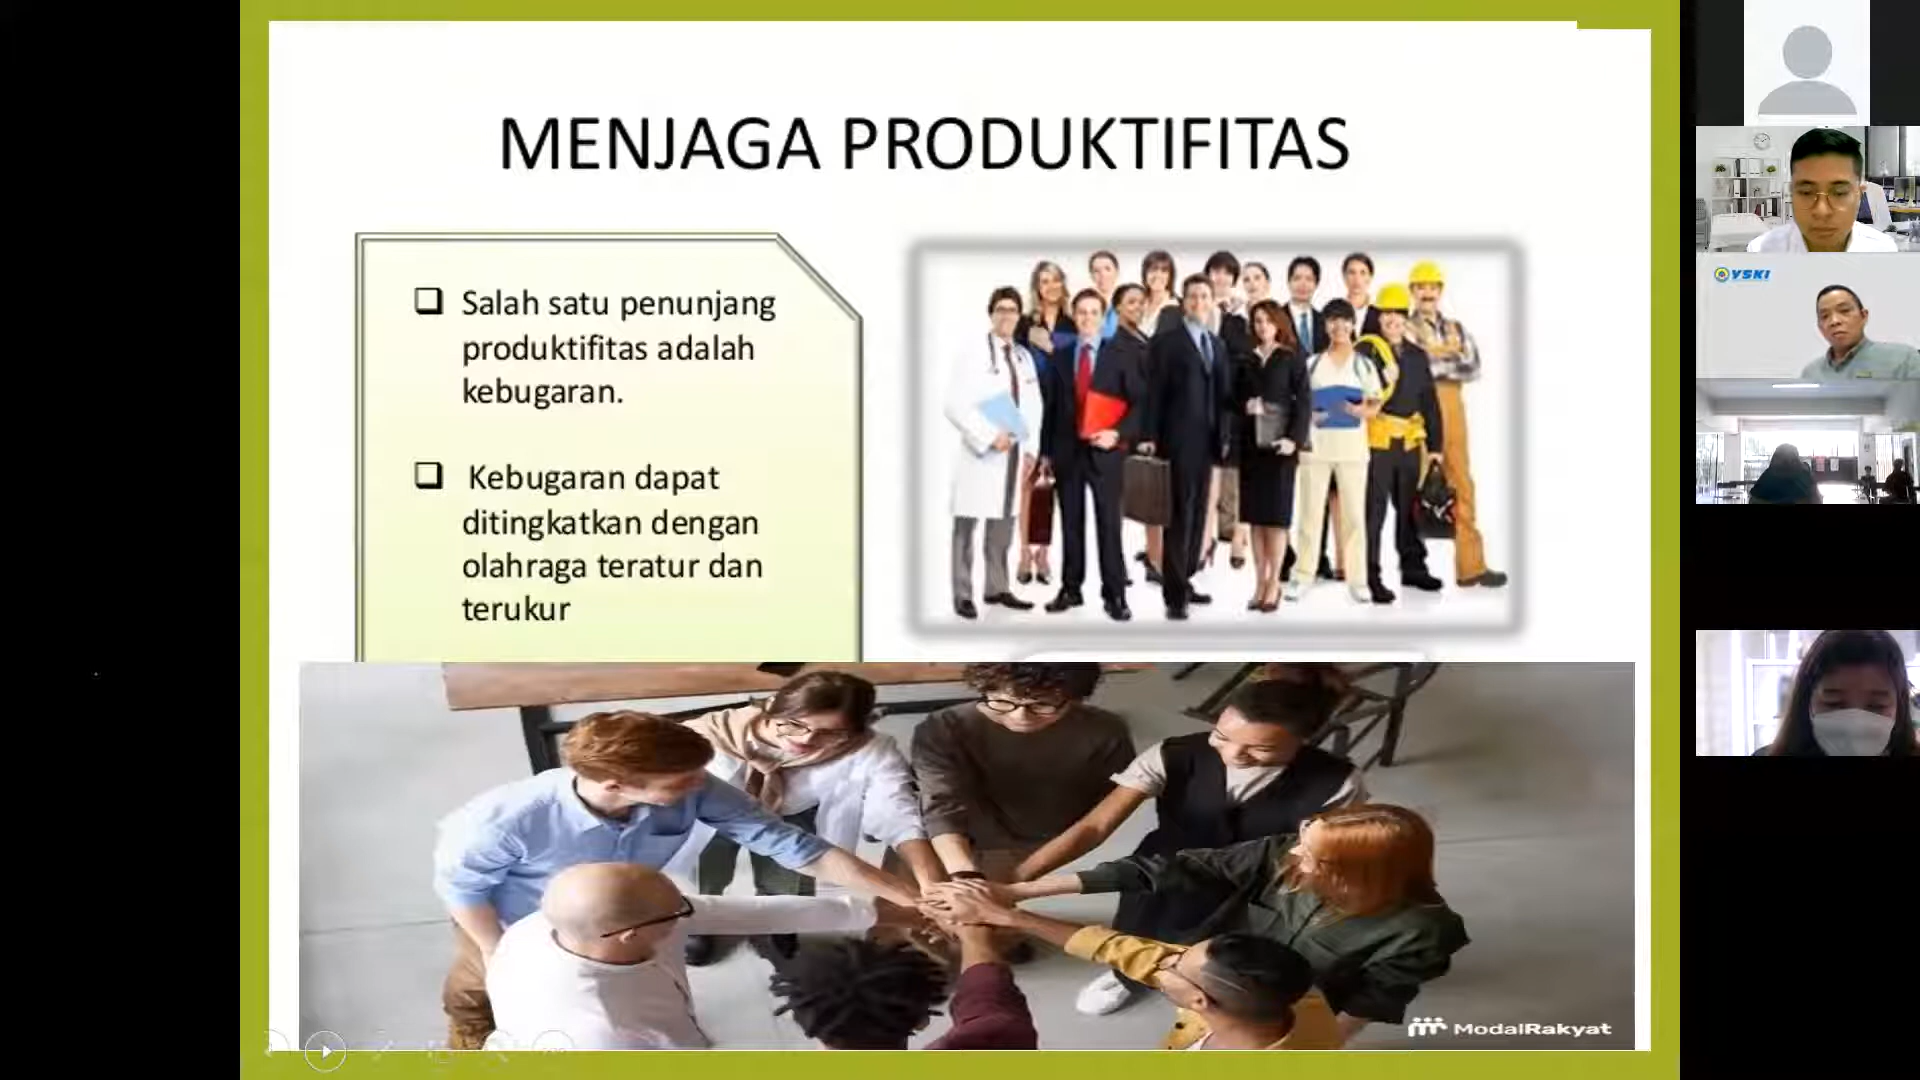 MENJAGA PRODUKTIFITAS
Salah satu penunjang
produktifitas adalah
kebugaran.
Kebugaran dapat
ditingkatkan dengan
olahraga teratur dan
terukur
ModalRakyat
YSKI